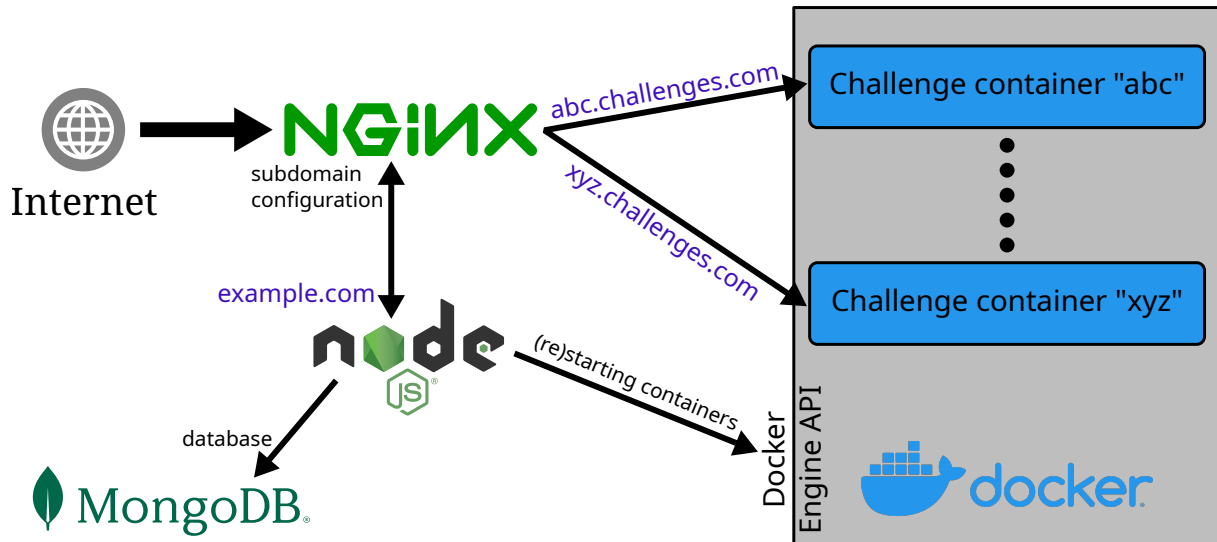 Internet
NGINX
subdomain
configuration
example.com
abc.challenges.com
xyz.challenges.com
Challenge container "abc"
Challenge container "xyz"
node
JS®
(re)starting containers
database
MongoDB®
Docker
Engine API
docker